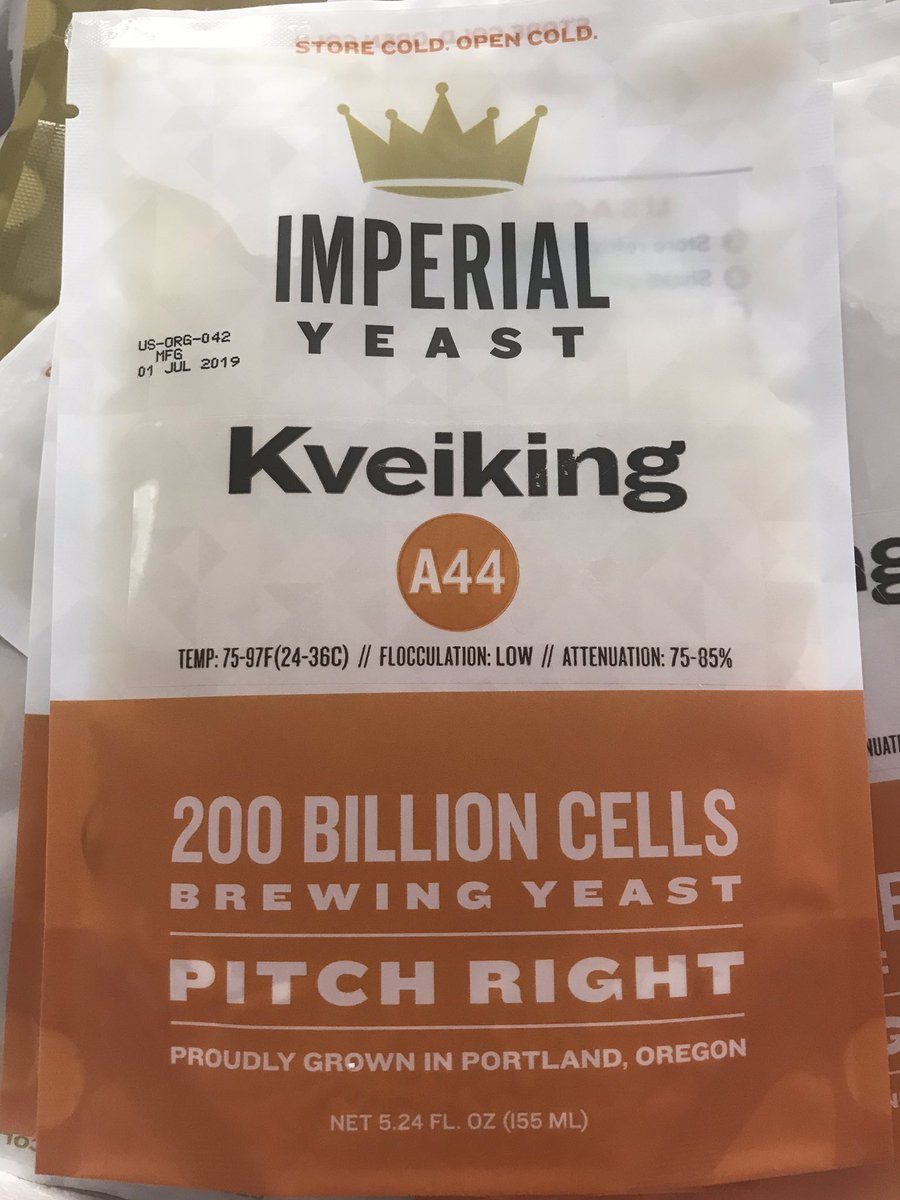 STORE COLD. OPEN COLD.
IMPERIAL
YEAST
US-ORG-042
MFG
01 JUL 2019
Kveiking
A44
TEMP: 75-97F(24-36C) // FLOCCULATION: LOW // ATTENUATION: 75-85%
200 BILLION CELLS
BREWING YEAST
PITCH RIGHT
PROUDLY GROWN IN PORTLAND, OREGON
NET 5.24 FL. OZ (155 ML)